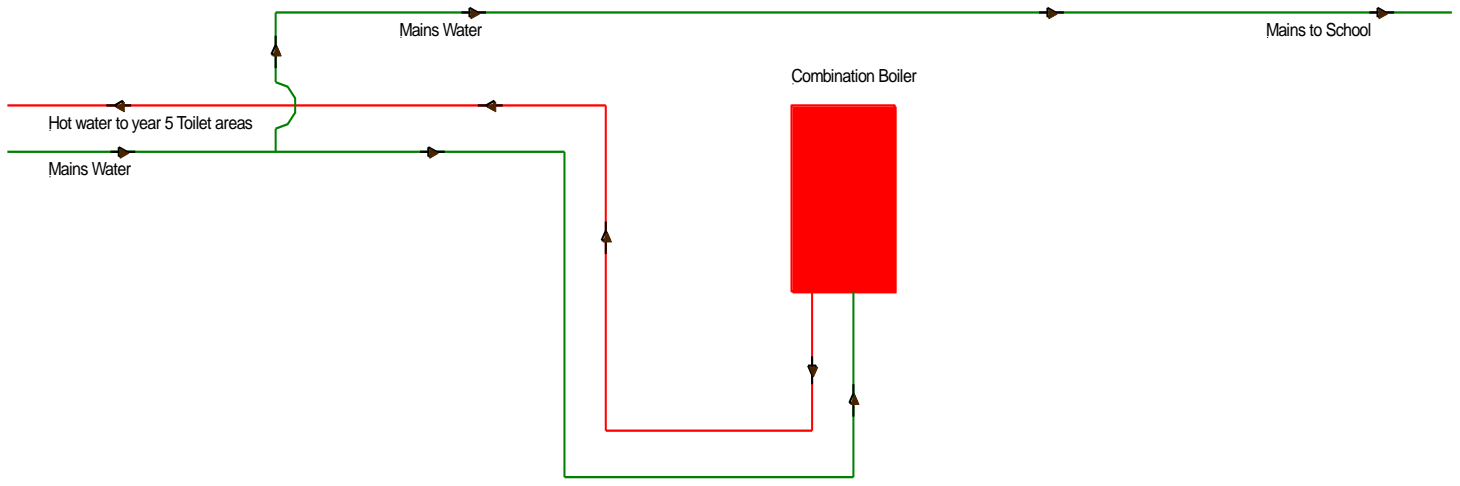 Mains Water
Mains to School
Combination Boiler
Hot water to year 5 Toilet areas
Mains Water